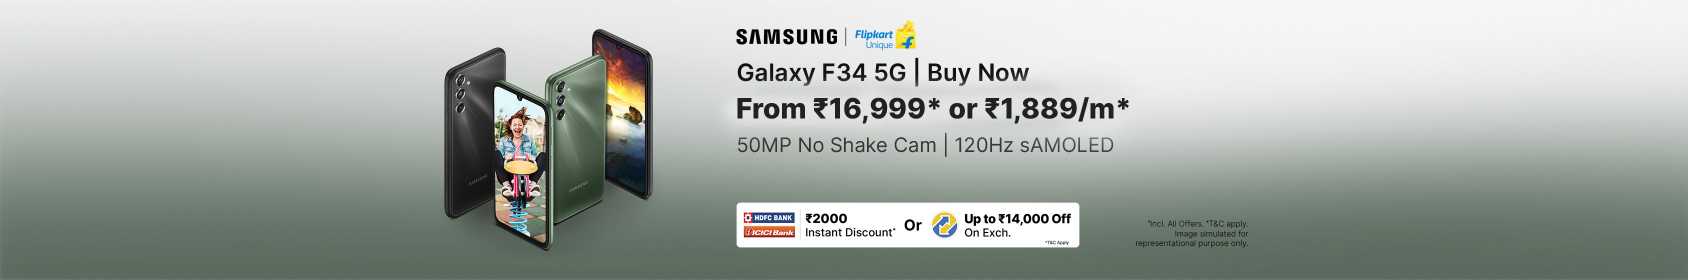 SAMSUNG | Flipkart Unique
Galaxy F34 5G | Buy Now
From ₹16,999* or ₹1,889/m*
50MP No Shake Cam | 120Hz sAMOLED
HDFC BANK
ICICI Bank
₹2000
Instant Discount*
Or
Up to ₹14,000 Off
On Exch.
*T&C Apply
*Incl. All Offers. *T&C apply.
Image simulated for
representational purpose only.
SAMSUNG
SAMSUNG